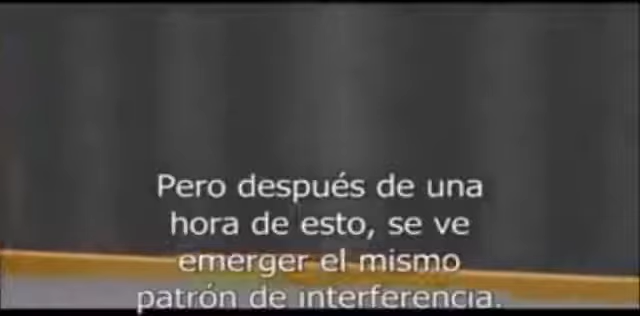 Pero después de una
hora de esto, se ve
emerger el mismo
patrón de interferencia.